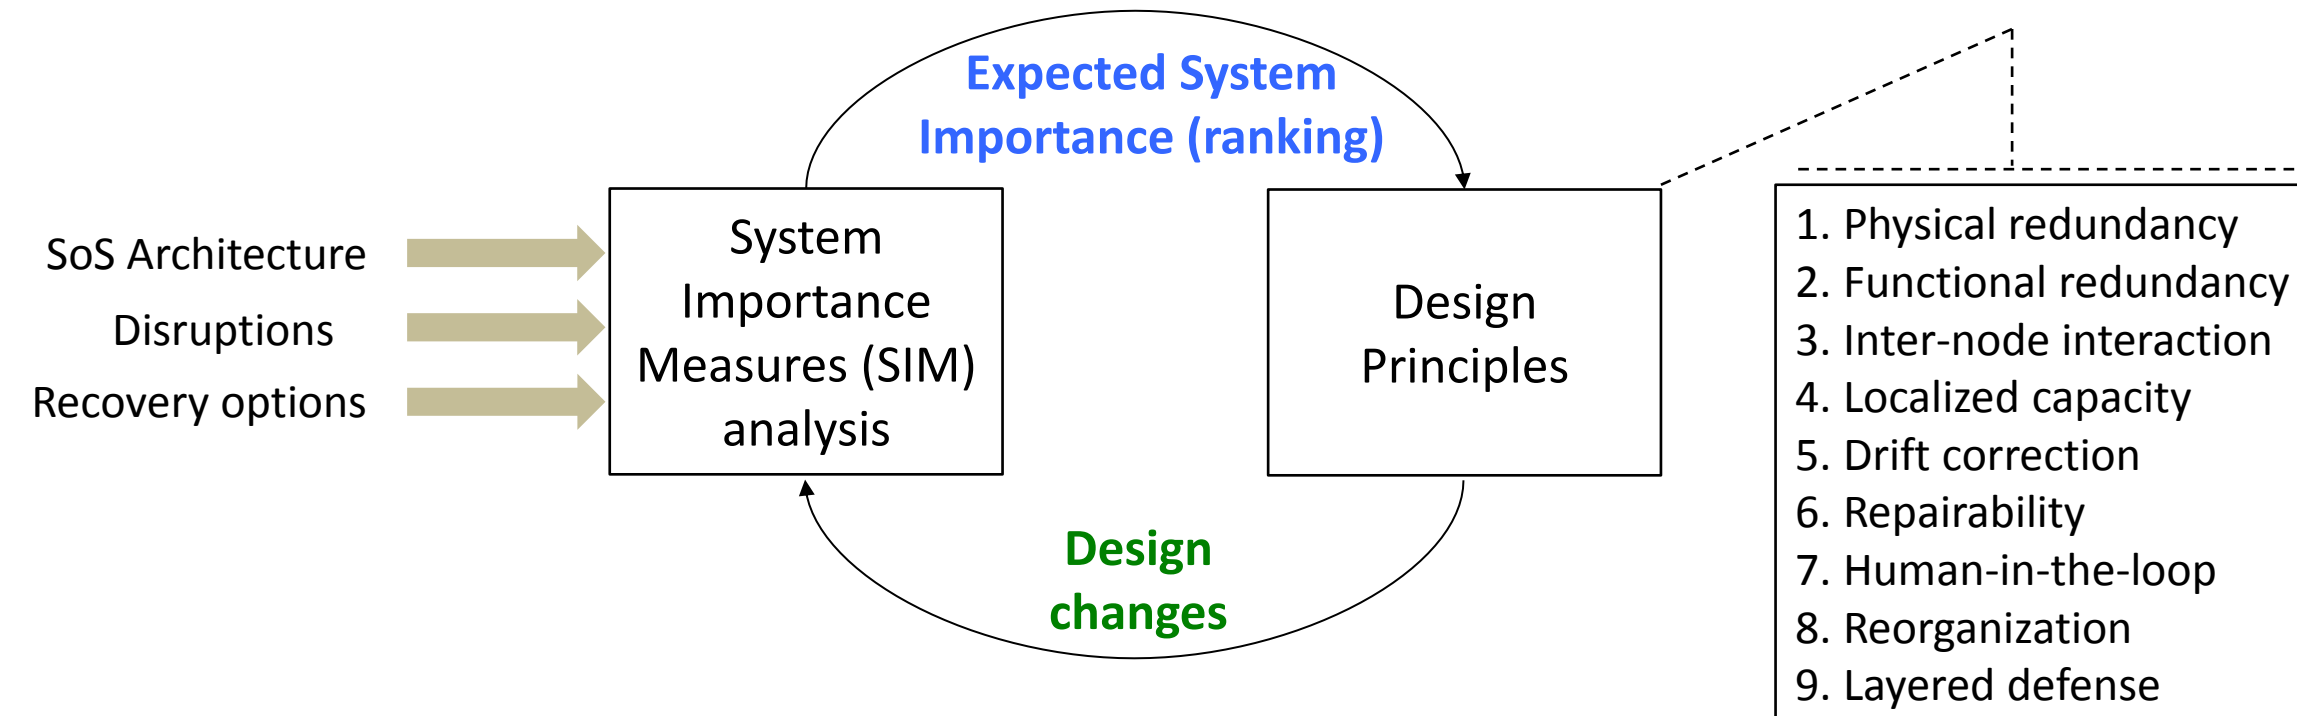 Expected System
Importance (ranking)
SoS Architecture
Disruptions
Recovery options
System
Importance
Measures (SIM)
analysis
Design
Principles
Design
changes
1. Physical redundancy
2. Functional redundancy
3. Inter-node interaction
4. Localized capacity
5. Drift correction
6. Repairability
7. Human-in-the-loop
8. Reorganization
9. Layered defense